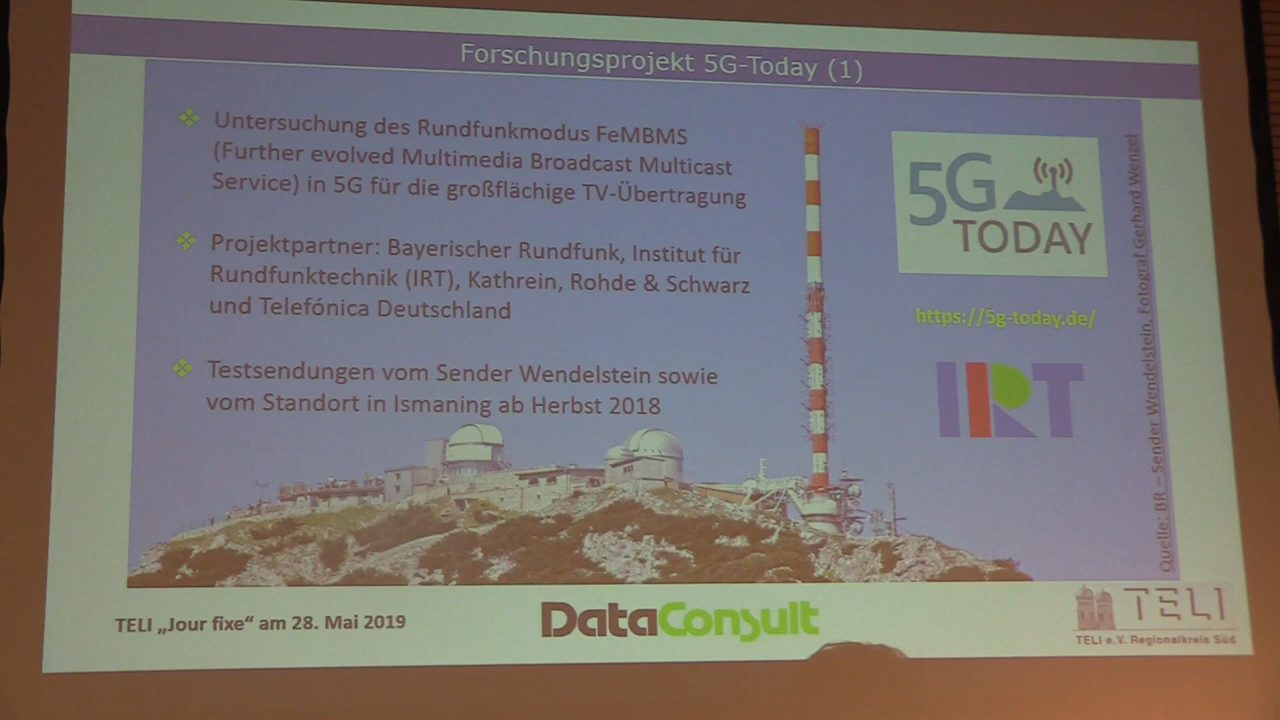 Forschungsprojekt 5G-Today (1)
Untersuchung des Rundfunkmodus FeMBMS
(Further evolved Multimedia Broadcast Multicast
Service) in 5G für die großflächige TV-Übertragung
Projektpartner: Bayerischer Rundfunk, Institut für
Rundfunktechnik (IRT), Kathrein, Rohde & Schwarz
und Telefónica Deutschland
Testsendungen vom Sender Wendelstein sowie
vom Standort in Ismaning ab Herbst 2018
5G
TODAY
https://5g-today.de/
IRT
Quelle: BR – Sender Wendelstein, Fotograf Gerhard Wenzel
TELI „Jour fixe“ am 28. Mai 2019
DataConsult
TELI
TELI e.V. Regionalkreis Süd